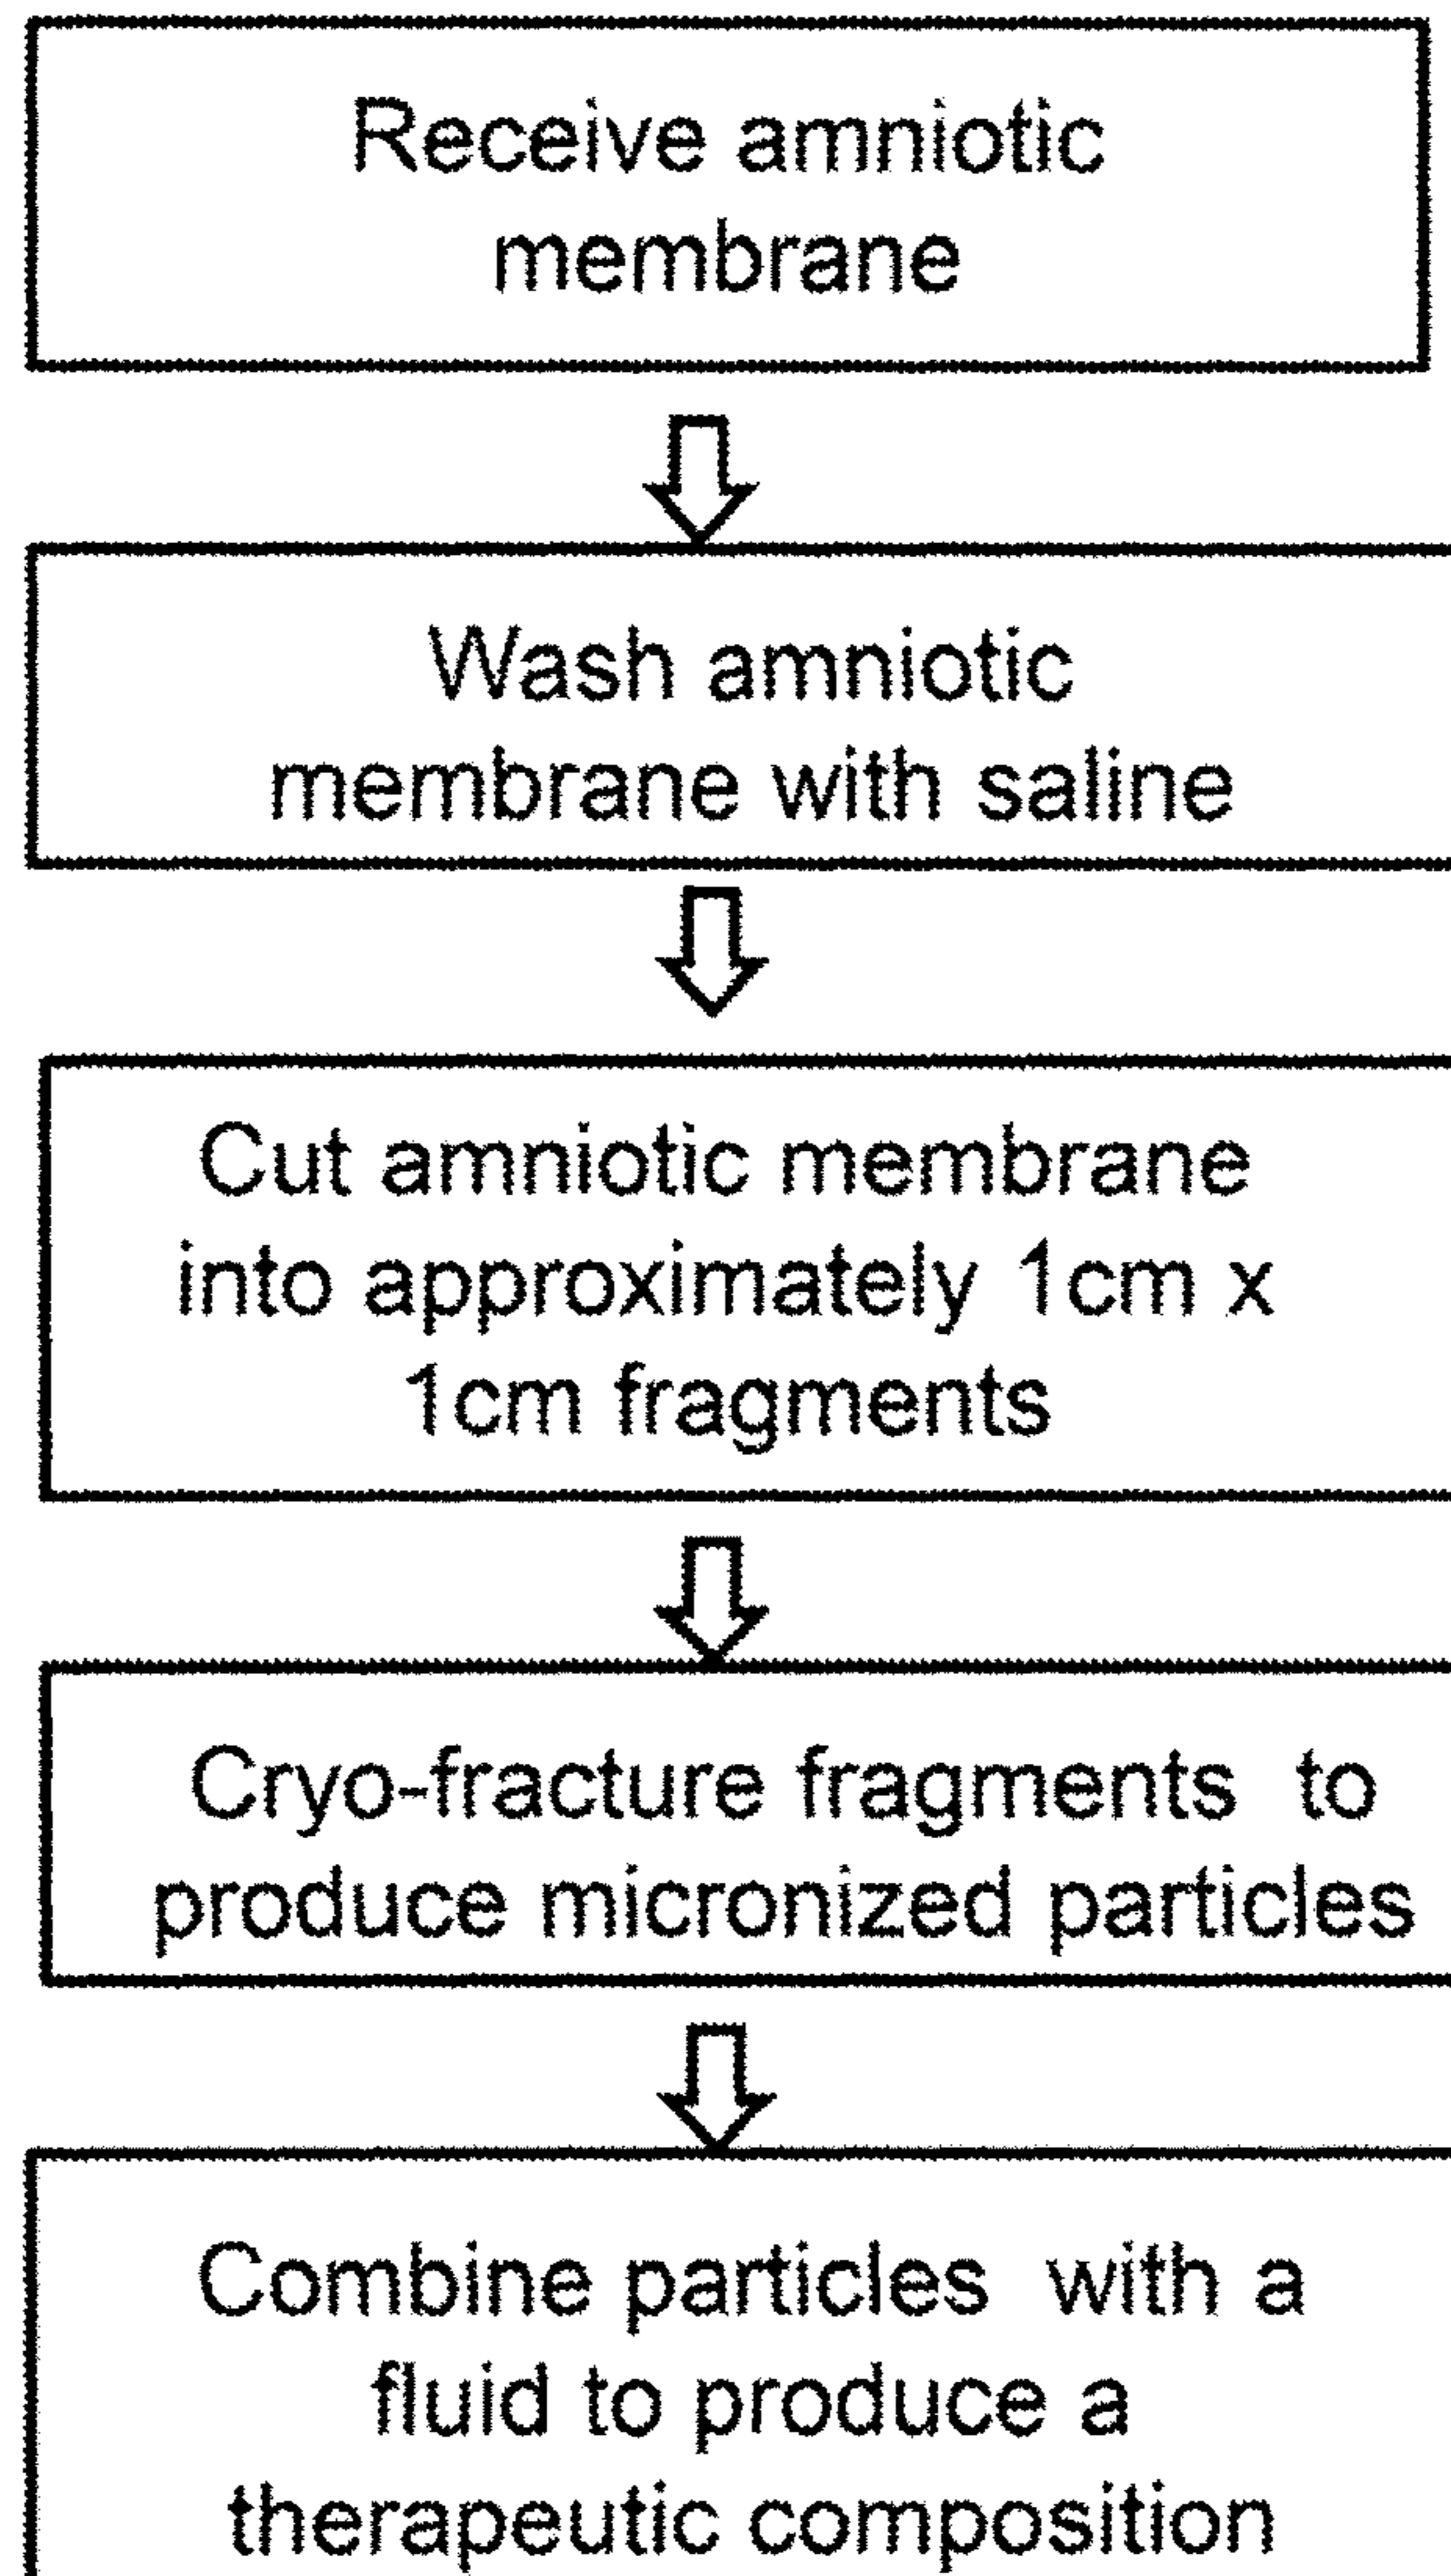 Receive amniotic
membrane
Wash amniotic
membrane with saline
Cut amniotic membrane
into approximately 1cm x
1cm fragments
Cryo-fracture fragments to
produce micronized particles
Combine particles with a
fluid to produce a
therapeutic composition